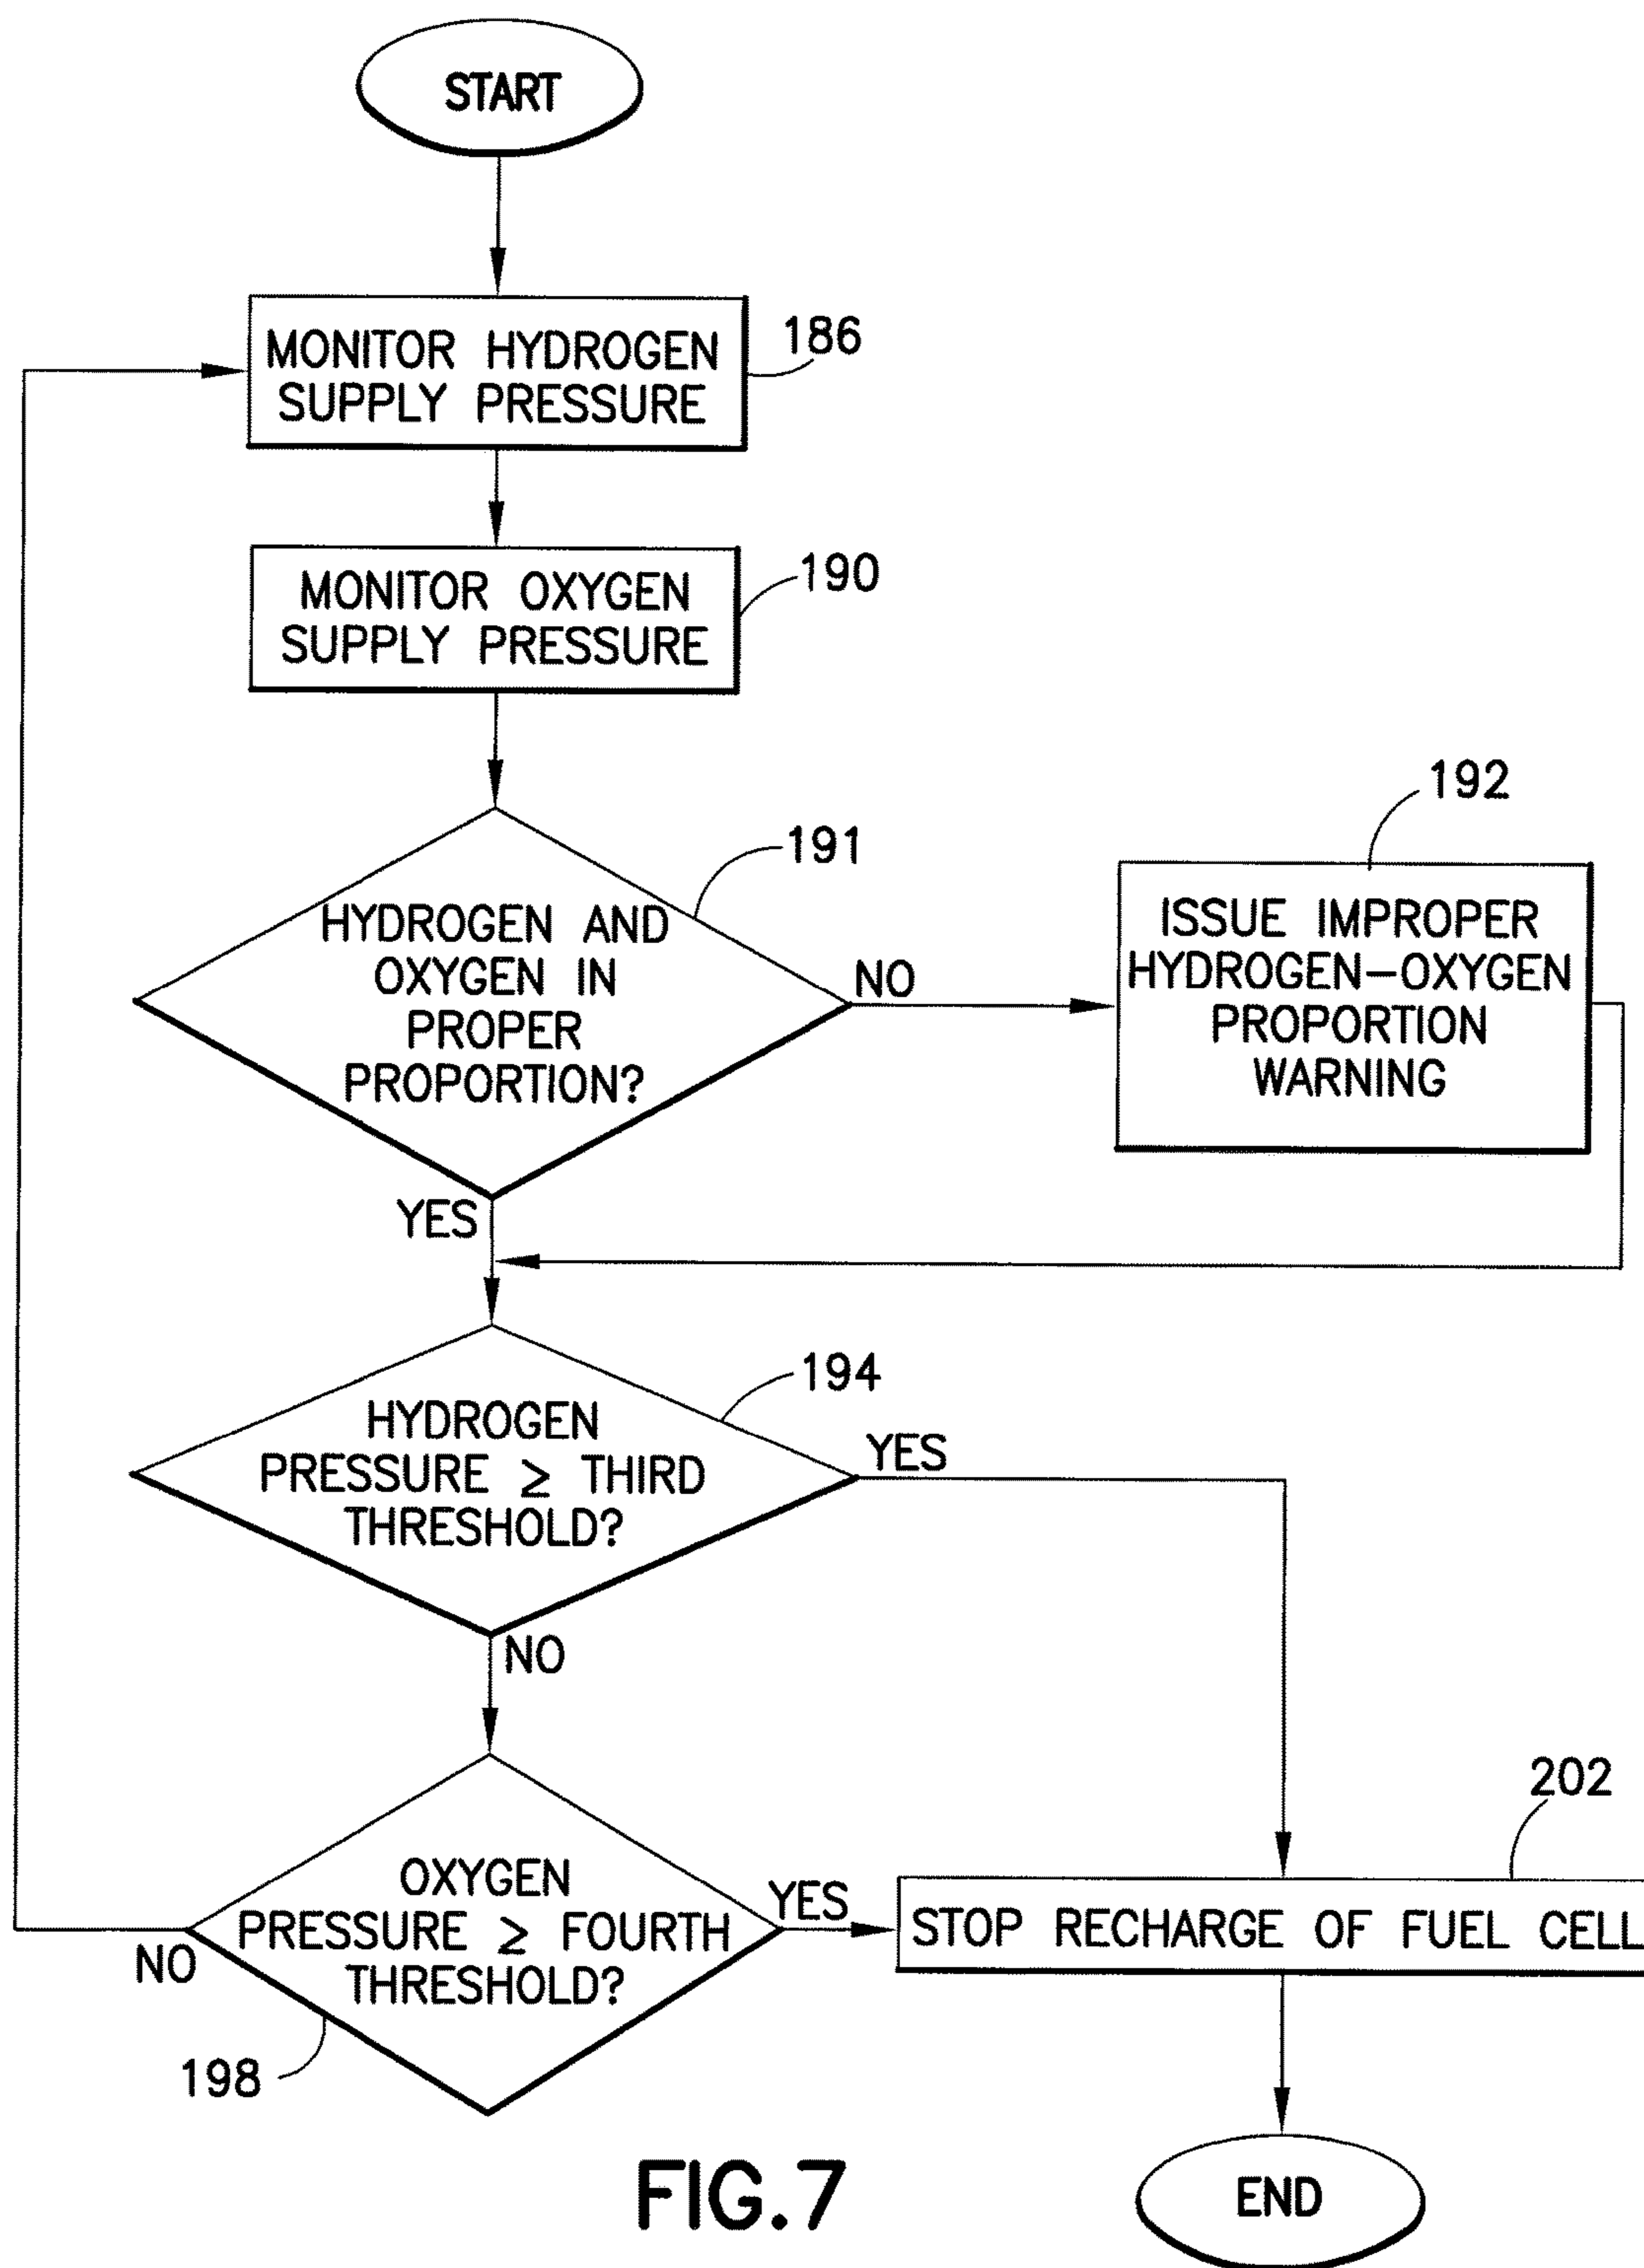 START
MONITOR HYDROGEN
SUPPLY PRESSURE
186
MONITOR OXYGEN
SUPPLY PRESSURE
190
HYDROGEN AND
OXYGEN IN
PROPER
PROPORTION?
191
NO
192
ISSUE IMPROPER
HYDROGEN-OXYGEN
PROPORTION
WARNING
YES
HYDROGEN
PRESSURE ≥ THIRD
THRESHOLD?
194
YES
NO
OXYGEN
PRESSURE ≥ FOURTH
THRESHOLD?
198
NO
YES
202
STOP RECHARGE OF FUEL CELL
END
FIG.7